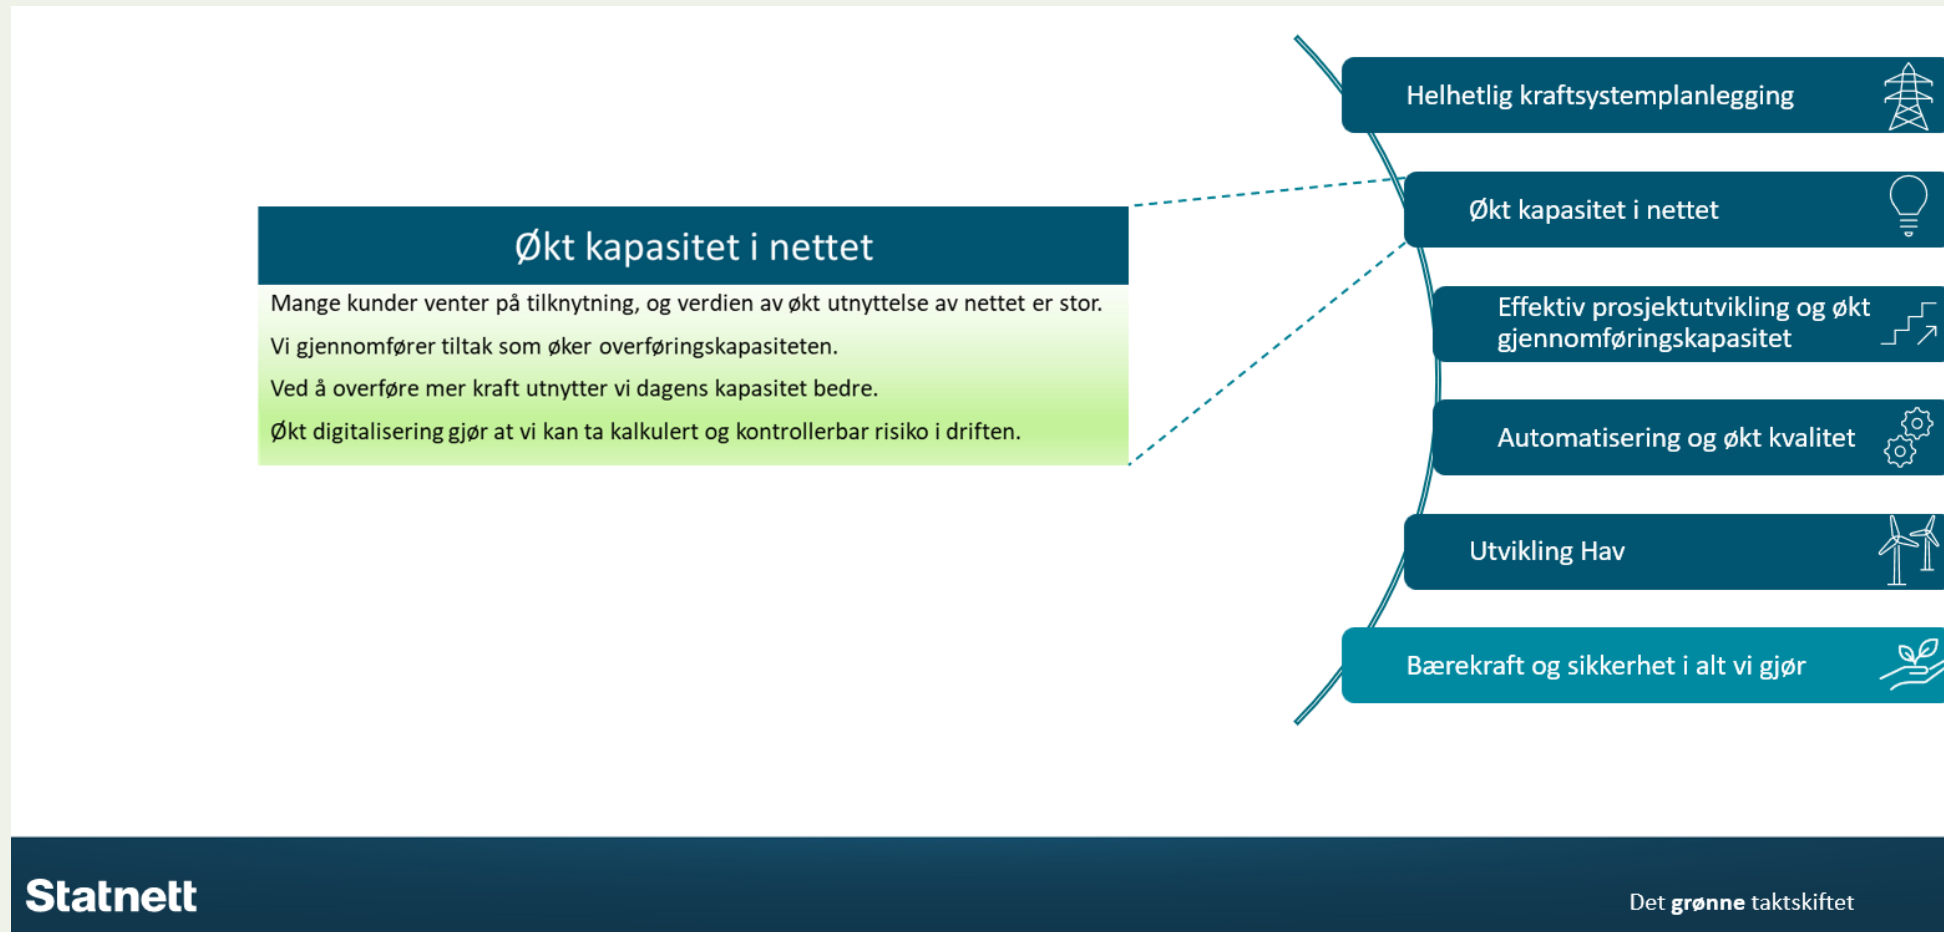 Økt kapasitet i nettet
Mange kunder venter på tilknytning, og verdien av økt utnyttelse av nettet er stor.
Vi gjennomfører tiltak som øker overføringskapasiteten.
Ved å overføre mer kraft utnytter vi dagens kapasitet bedre.
Økt digitalisering gjør at vi kan ta kalkulert og kontrollerbar risiko i driften.
Helhetlig kraftsystemplanlegging
Økt kapasitet i nettet
Effektiv prosjektutvikling og økt
gjennomføringskapasitet
Automatisering og økt kvalitet
Utvikling Hav
Bærekraft og sikkerhet i alt vi gjør
Statnett
Det grønne taktskiftet